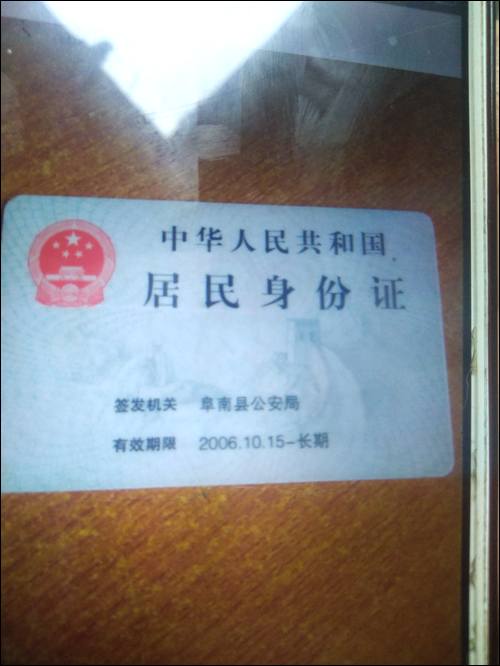 中华人民共和国
居民身份证
签发机关 阜南县公安局
有效期限 2006.10.15-长期